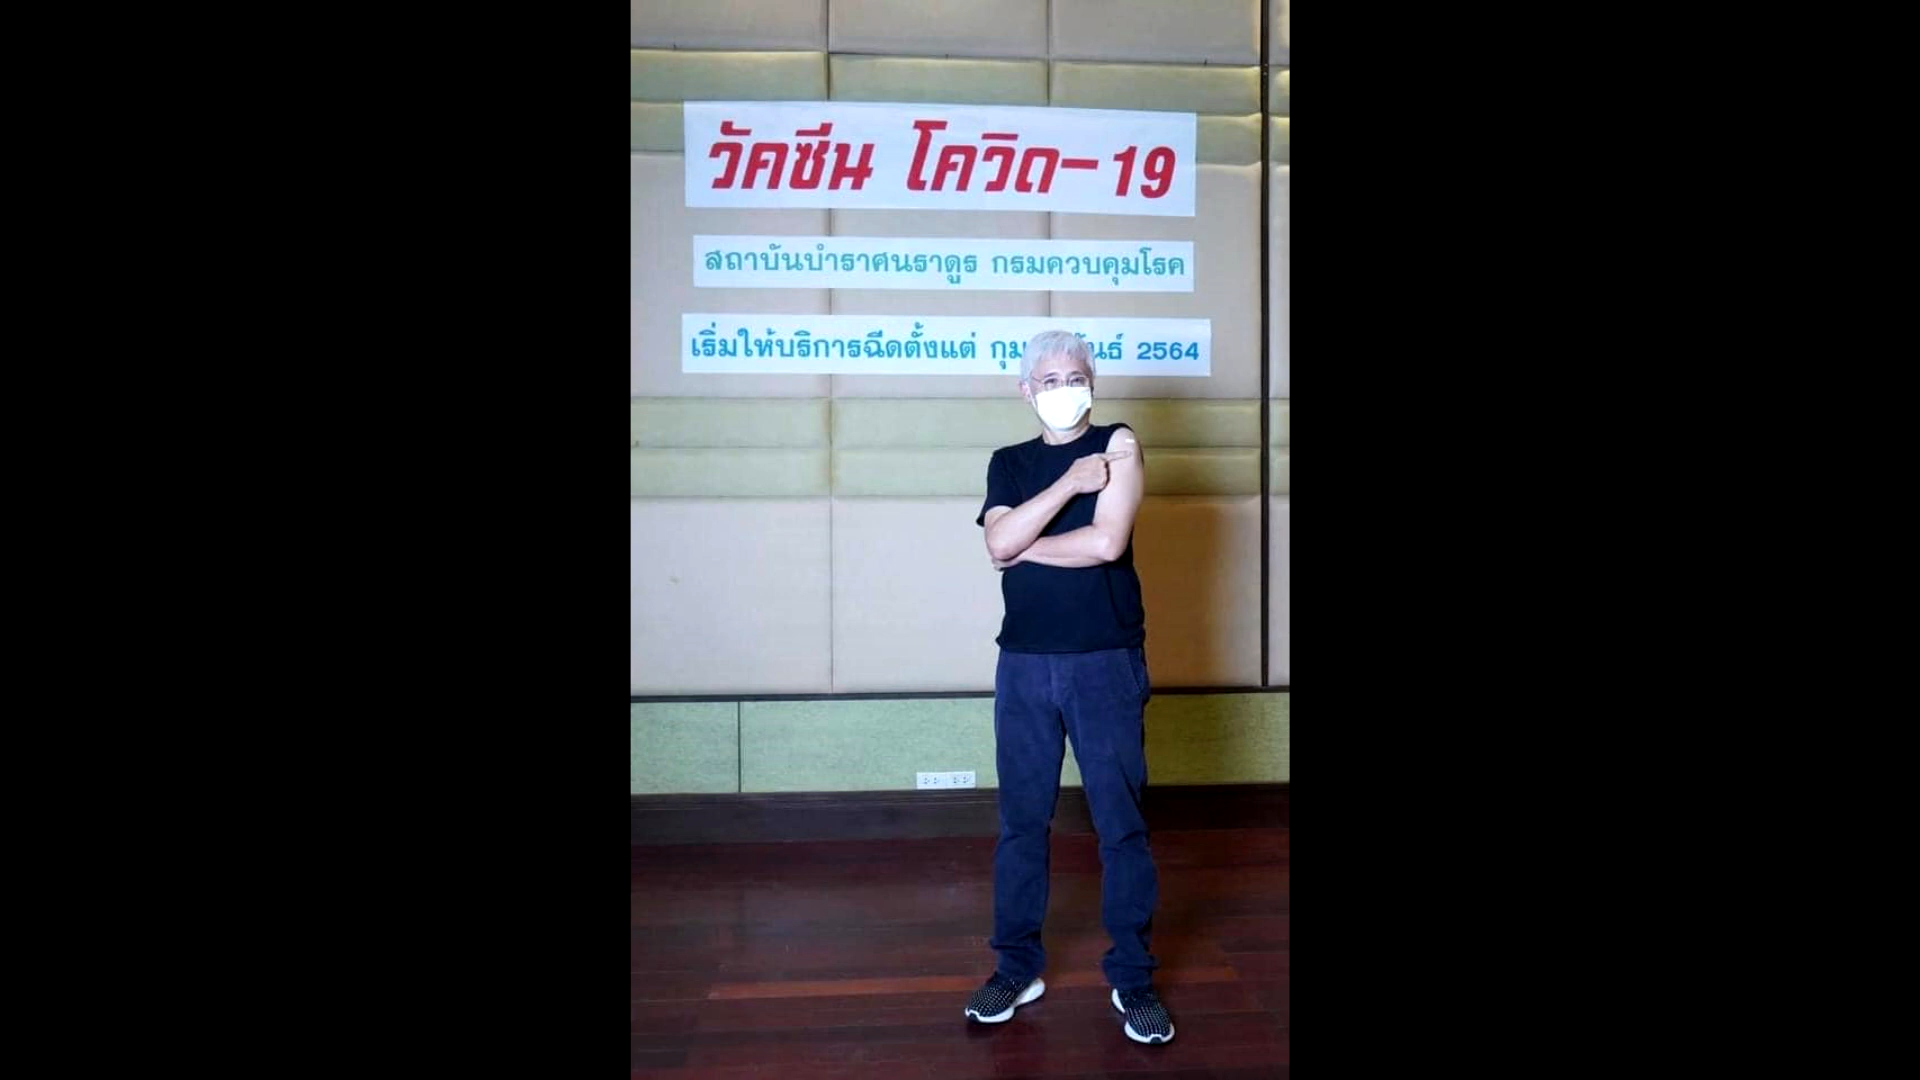 วัคซีน โควิด-19
สถาบันบำราศนราดูร กรมควบคุมโรค
เริ่มให้บริการฉีดตั้งแต่ 2564